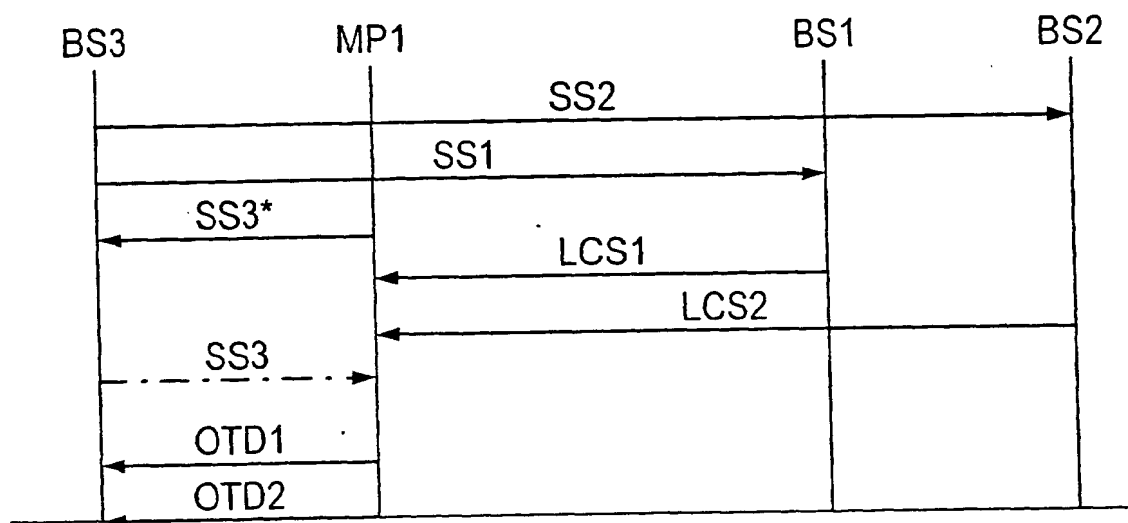 BS3
MP1
BS1
BS2
SS2
SS1
SS3*
LCS1
LCS2
SS3
OTD1
OTD2